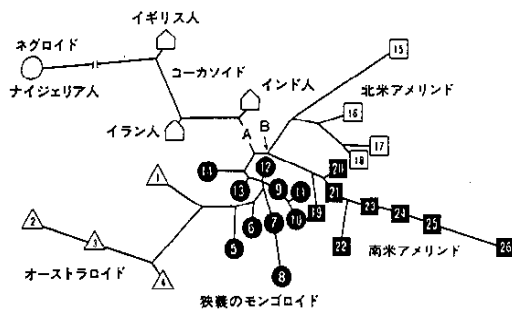 イギリス人
ネグロイド
コーカソイド
ナイジェリア人
インド人
15
北米アメリンド
16
イラン人
A
B
17
18
12
20
14
1
13
9
11
21
10
19
23
24
25
26
2
3
4
5
6
7
22
南米アメリンド
オーストラロイド
8
狭義のモンゴロイド